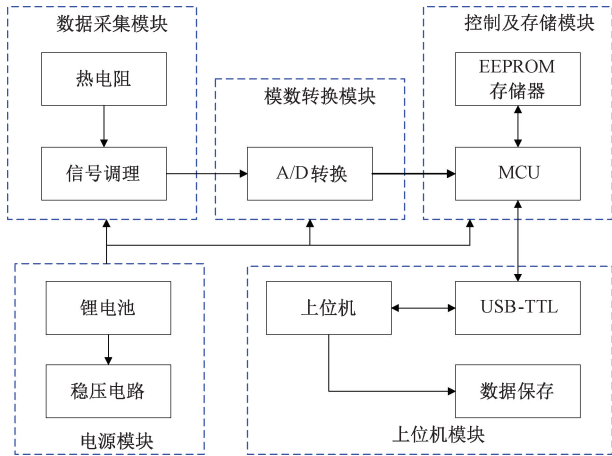 数据采集模块
热电阻
信号调理
模数转换模块
A/D转换
控制及存储模块
EEPROM
存储器
MCU
锂电池
稳压电路
电源模块
上位机
USB-TTL
数据保存
上位机模块